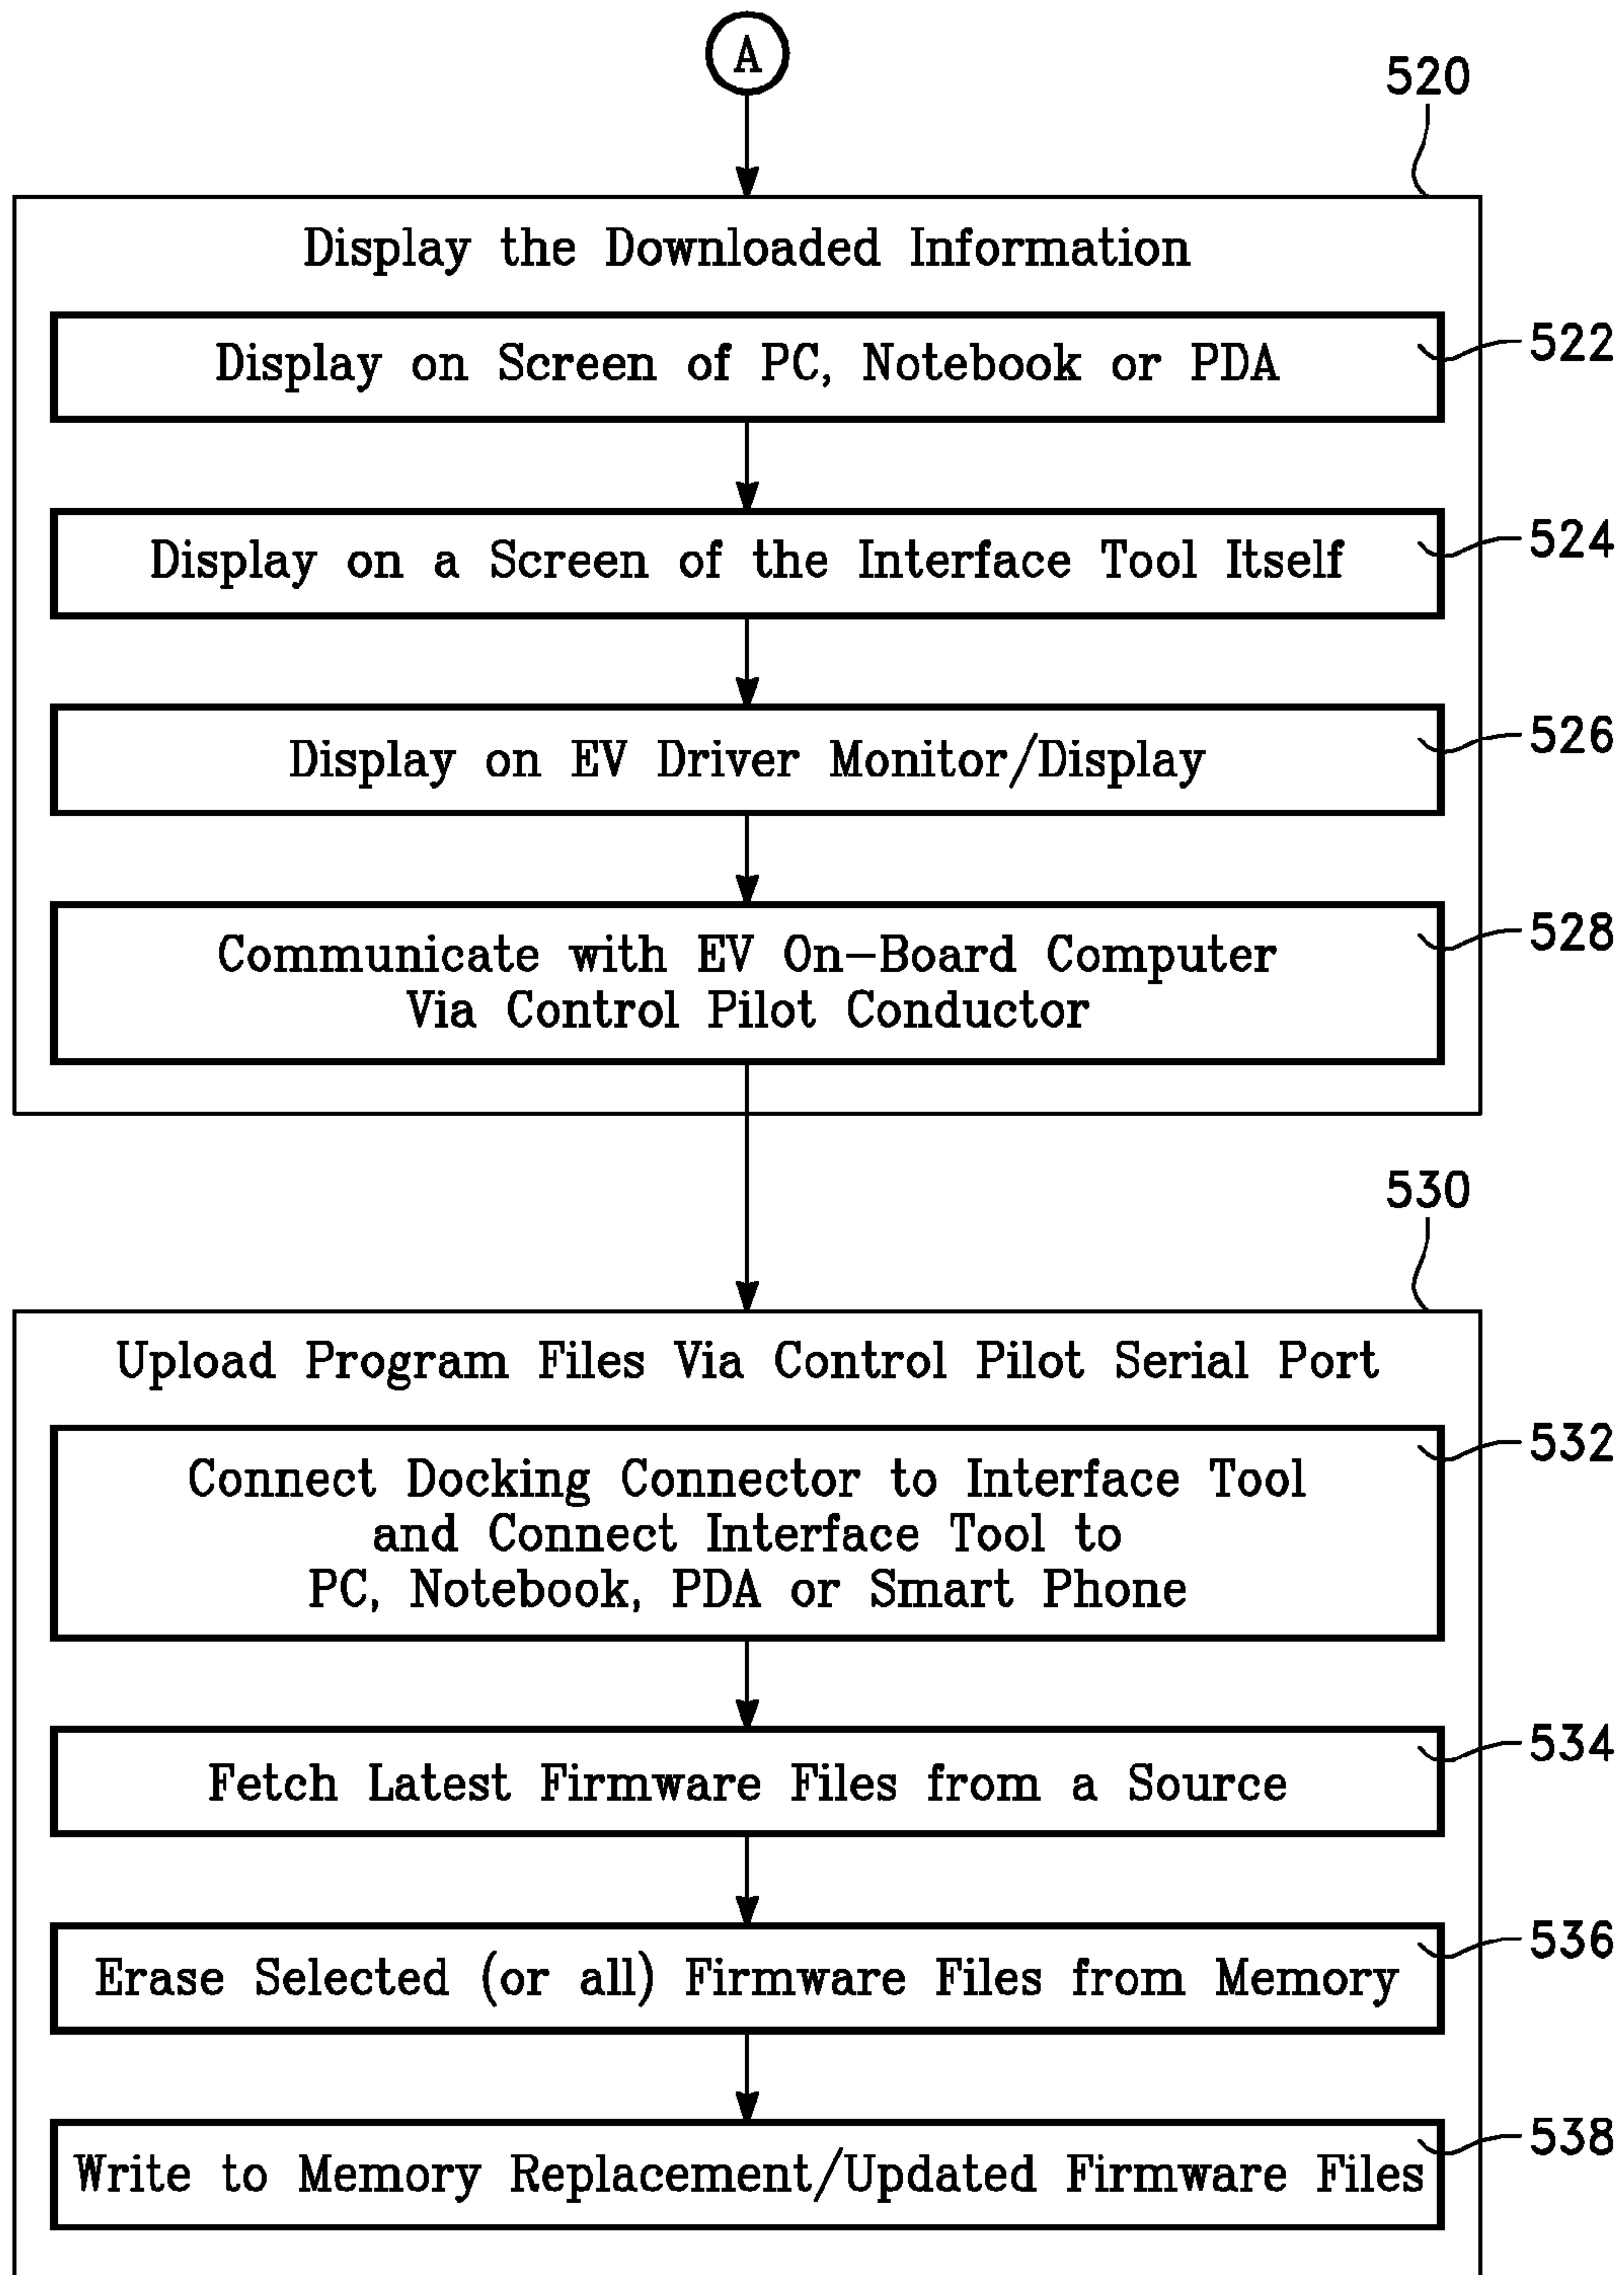 A
520
Display the Downloaded Information
Display on Screen of PC, Notebook or PDA
522
Display on a Screen of the Interface Tool Itself
524
Display on EV Driver Monitor/Display
526
Communicate with EV On-Board Computer
Via Control Pilot Conductor
528
530
Upload Program Files Via Control Pilot Serial Port
Connect Docking Connector to Interface Tool
and Connect Interface Tool to
PC, Notebook, PDA or Smart Phone
532
Fetch Latest Firmware Files from a Source
534
Erase Selected (or all) Firmware Files from Memory
536
Write to Memory Replacement/Updated Firmware Files
538